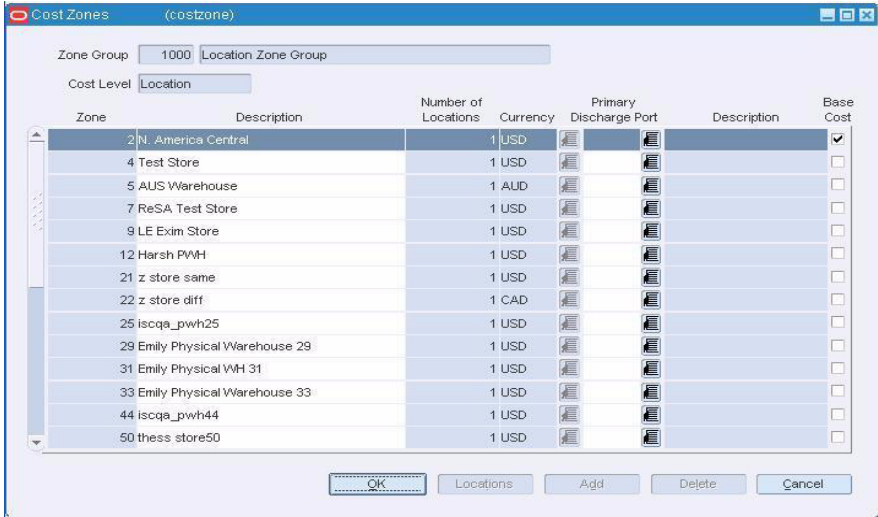 Cost Zones (costzone)
Zone Group 1000 Location Zone Group
Cost Level Location
Number of Primary Base
Zone Description Locations Currency Discharge Port Description Cost
2 N. America Central 1 USD
4 Test Store 1 USD
5 AUS Warehouse 1 AUD
7 ReSA Test Store 1 USD
9 LE Exim Store 1 USD
12 Harsh PWH 1 USD
21 z store same 1 USD
22 z store diff 1 CAD
25 iscqa_pwh25 1 USD
29 Emily Physical Warehouse 29 1 USD
31 Emily Physical WH 31 1 USD
33 Emily Physical Warehouse 33 1 USD
44 iscqa_pwh44 1 USD
50 thess store50 1 USD
OK Locations Add Delete Cancel